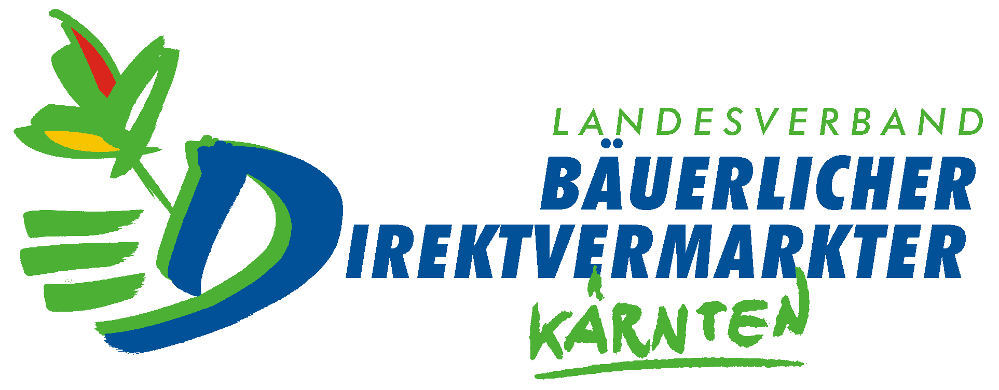 LANDESVERBAND
BÄUERLICHER
DIREKTVERMARKTER
KÄRNTEN